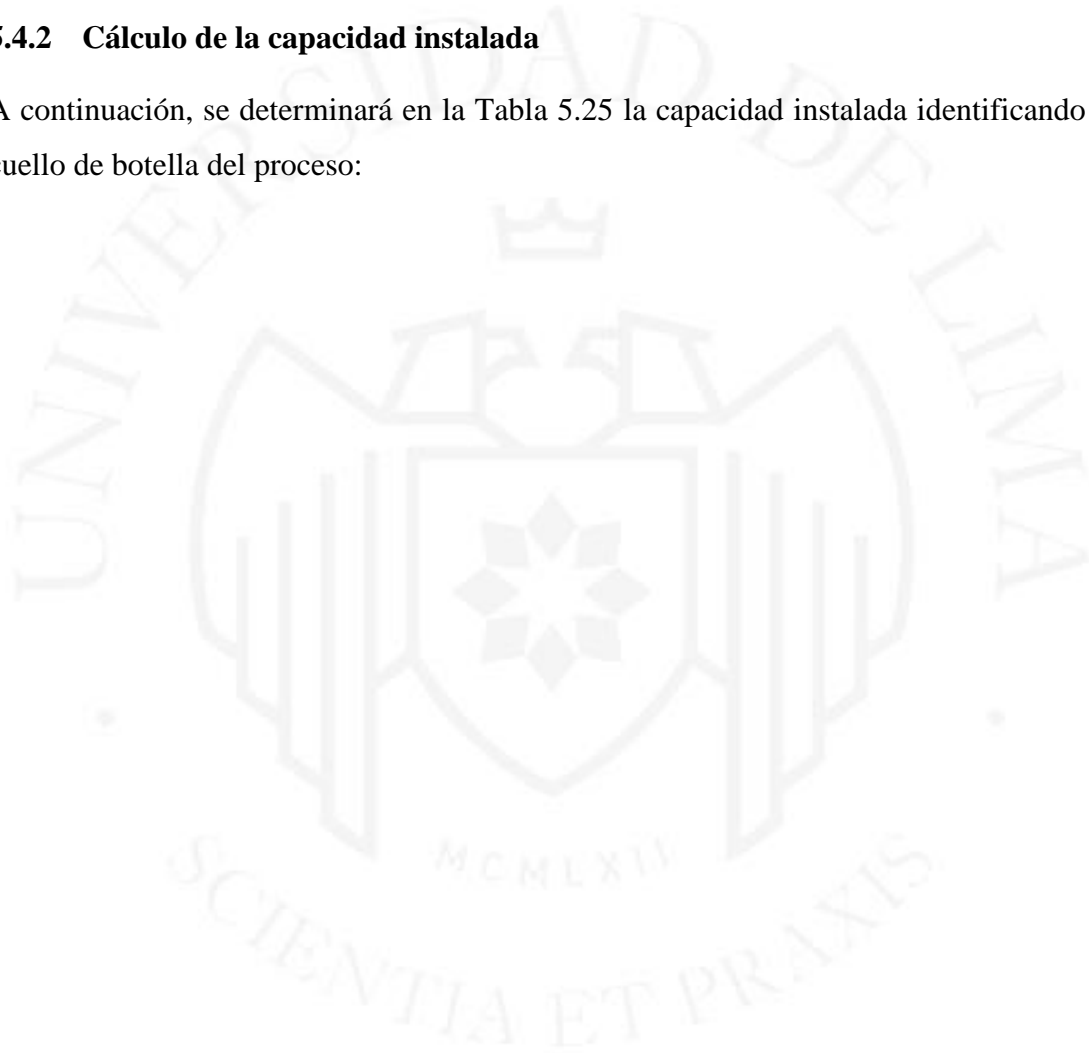 5.4.2 Cálculo de la capacidad instalada
A continuación, se determinará en la Tabla 5.25 la capacidad instalada identificando
cuello de botella del proceso:
UNIVERSIDAD DE LIMA
MCMLXII
SCIENTIA ET PRAXIS